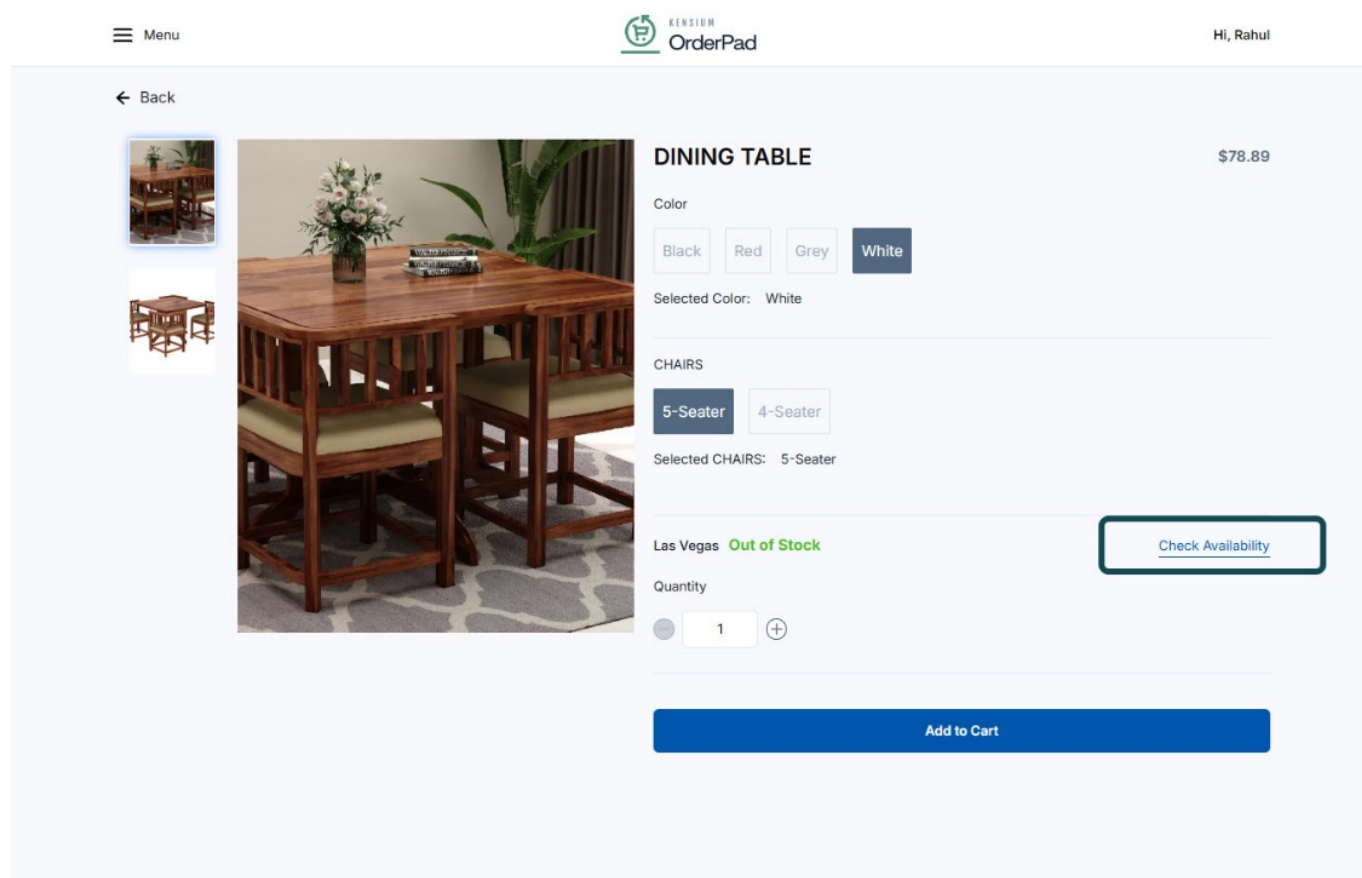 Menu
KENSIUM
OrderPad
Hi, Rahul
Back
DINING TABLE
$78.89
Color
Black Red Grey White
Selected Color: White
CHAIRS
5-Seater 4-Seater
Selected CHAIRS: 5-Seater
Las Vegas Out of Stock
Check Availability
Quantity
1
Add to Cart